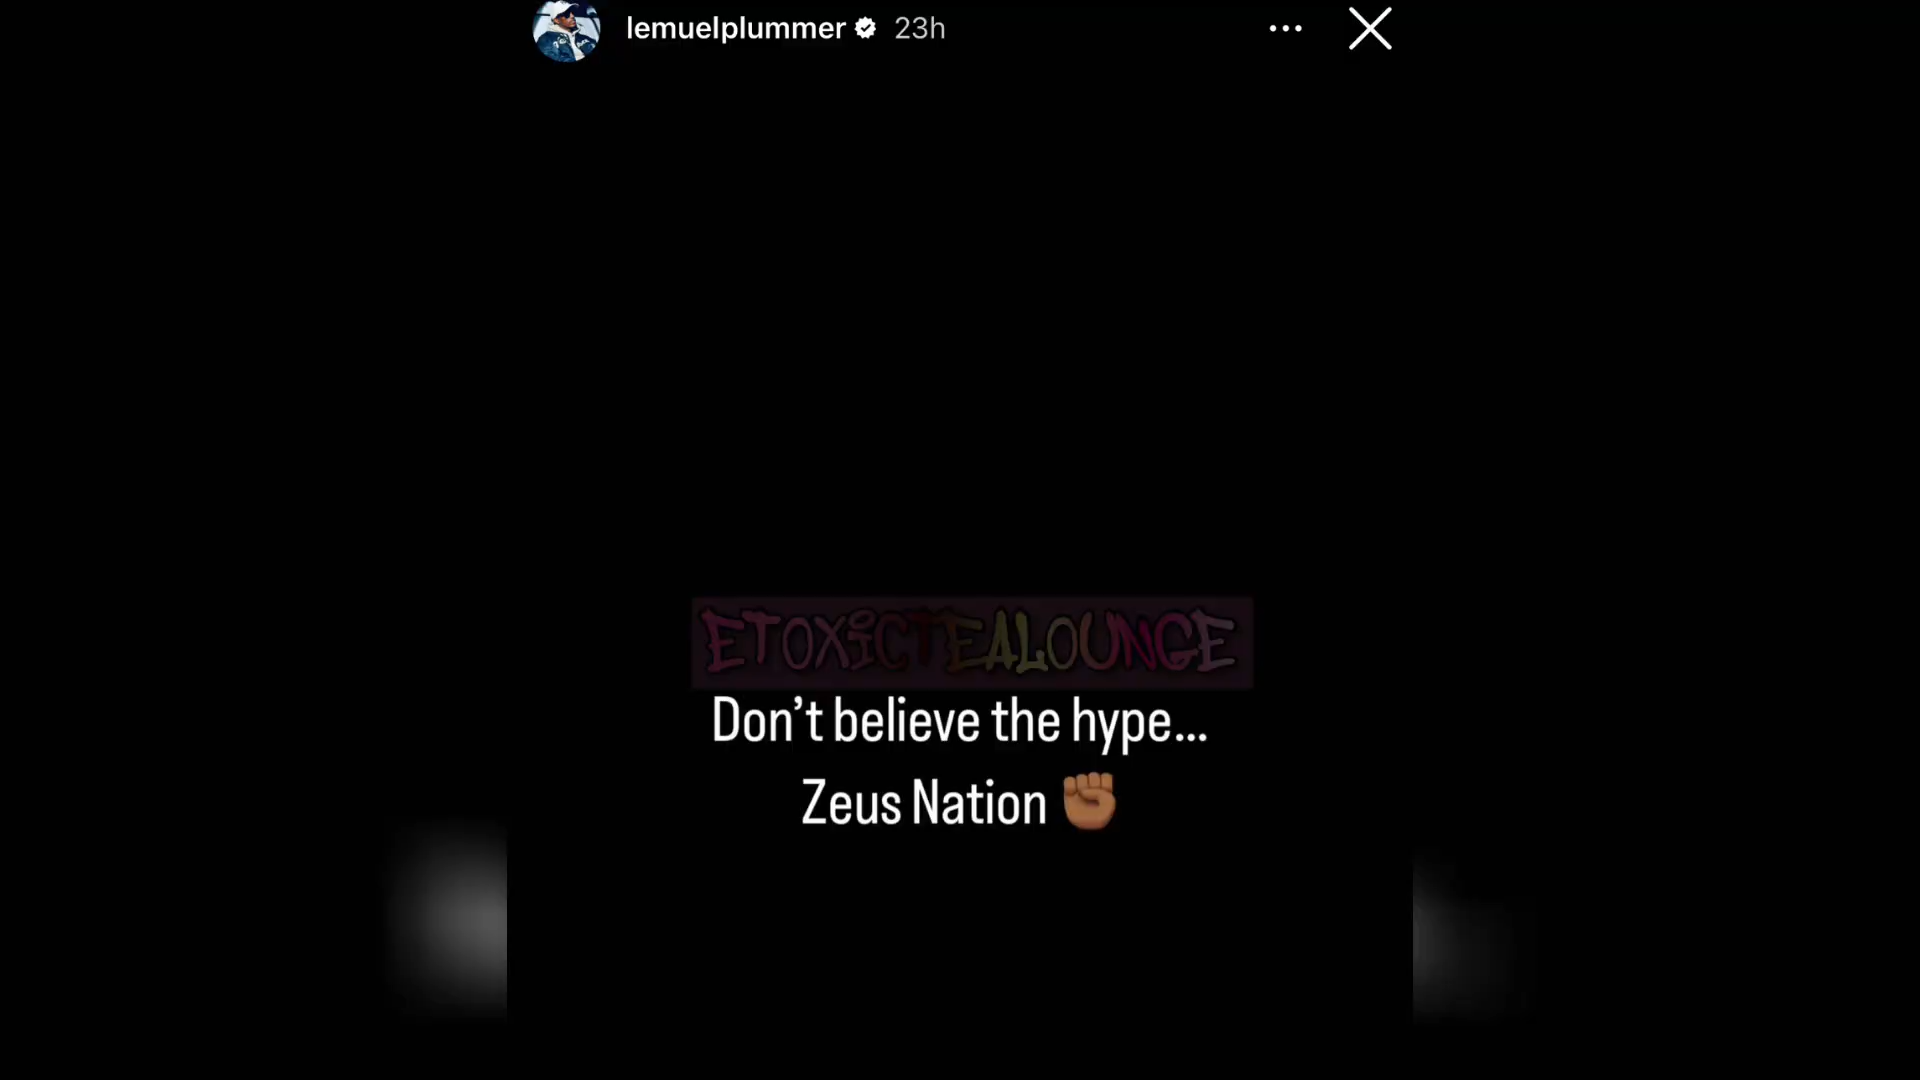 lemuelplummer 23h
ETOXICTEALOUNGE
Don't believe the hype...
Zeus Nation ✊🏾